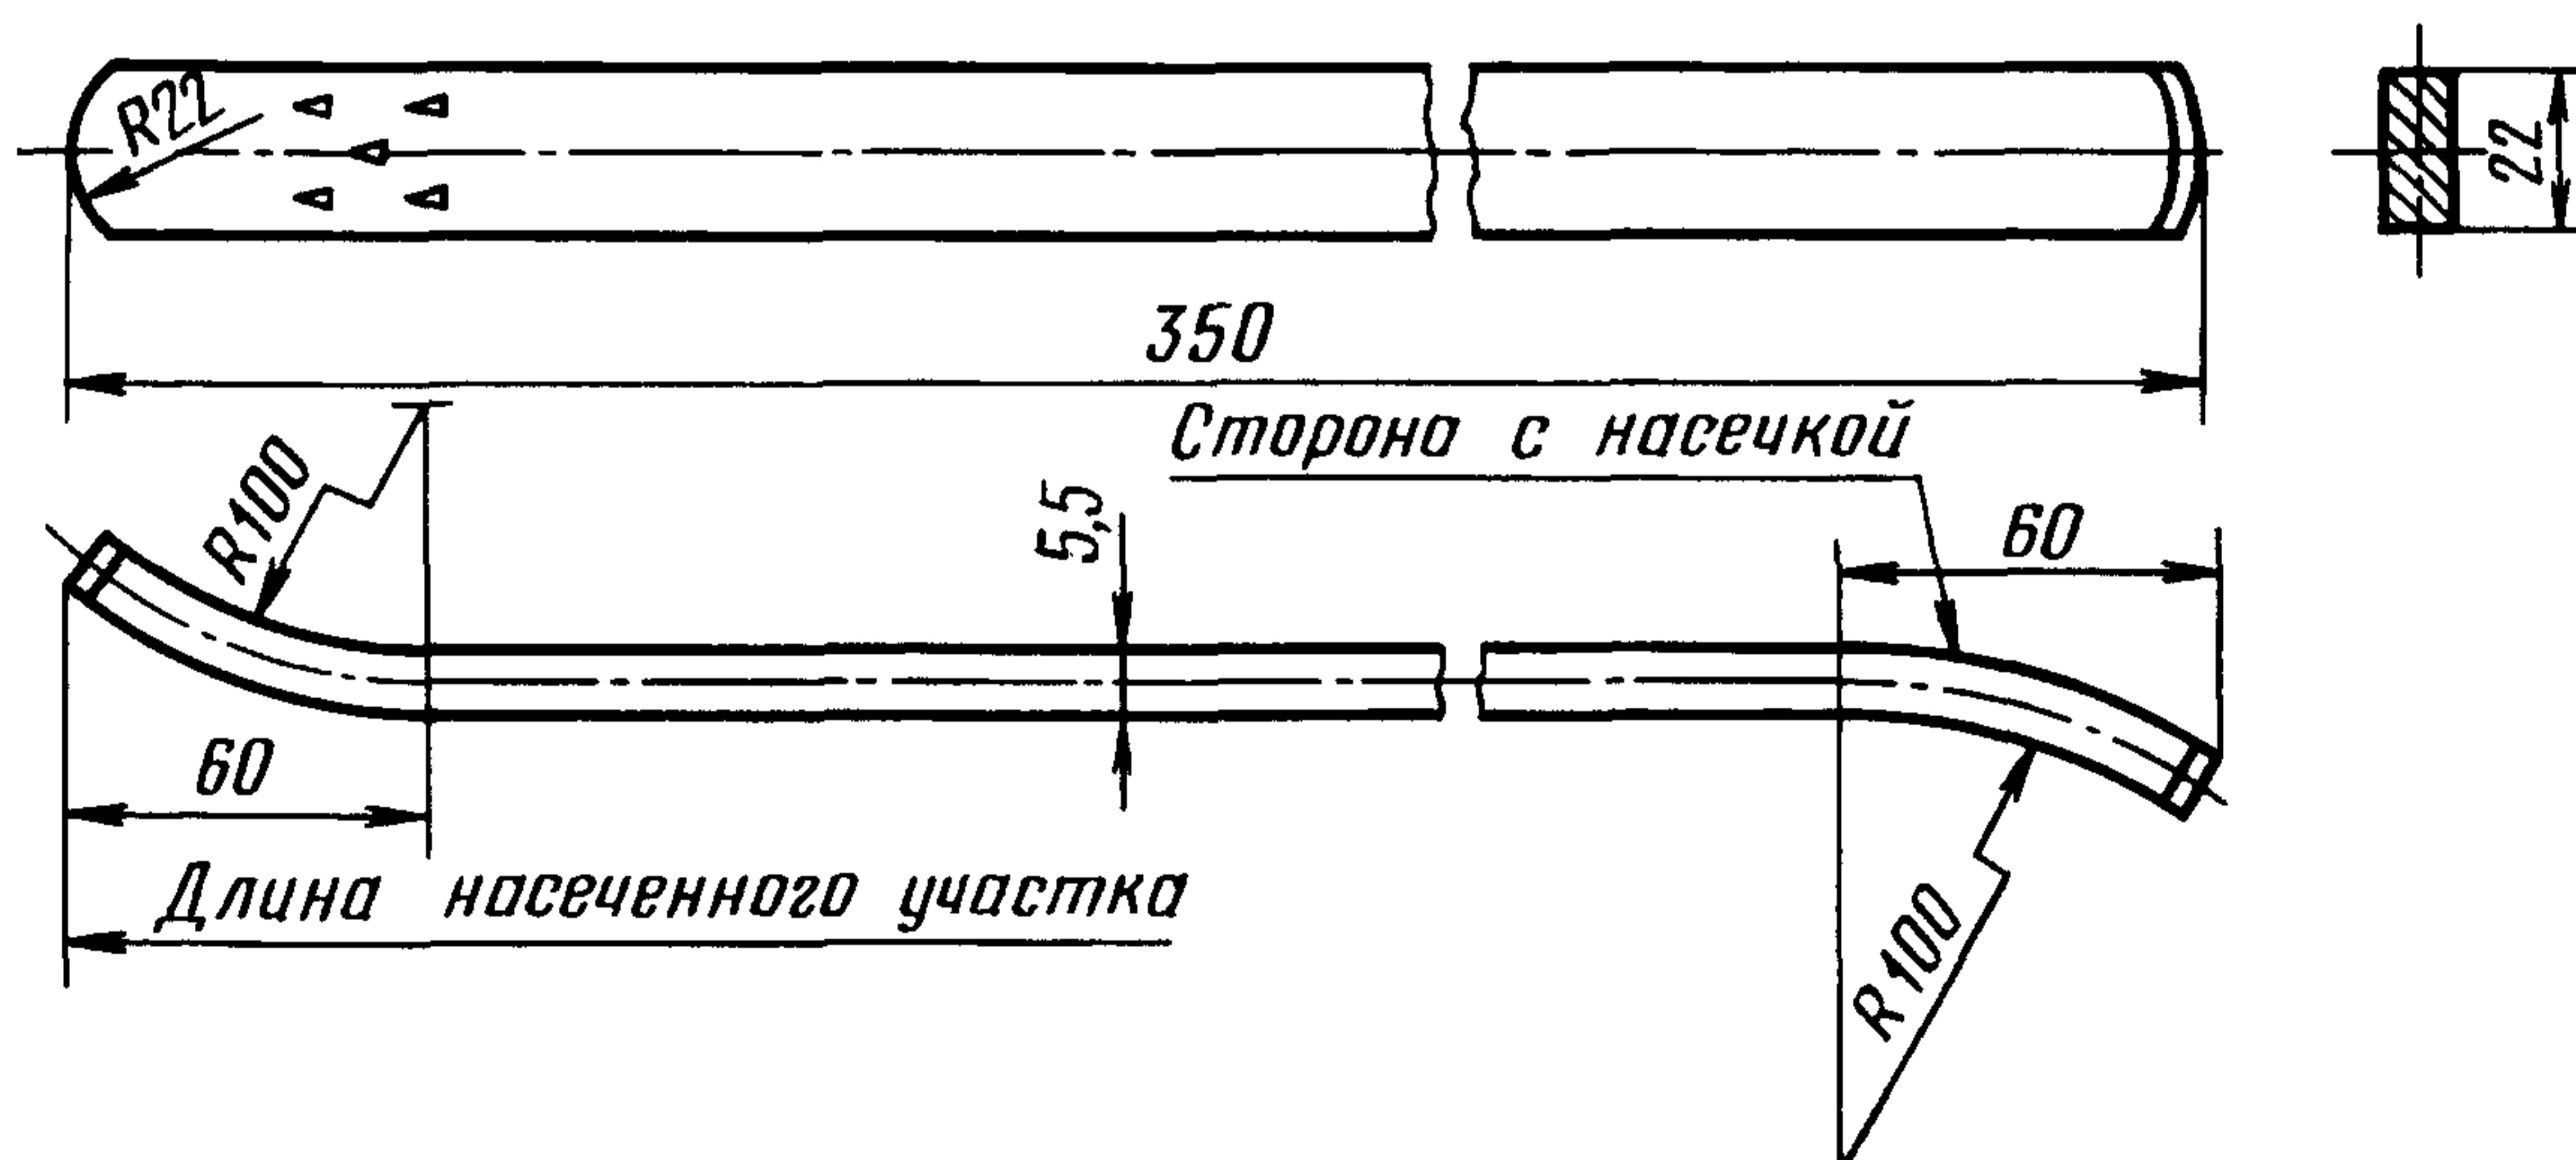 R22
22
350
R100
Сторона с насечкой
5,5
60
60
Длина насеченного участка
R100